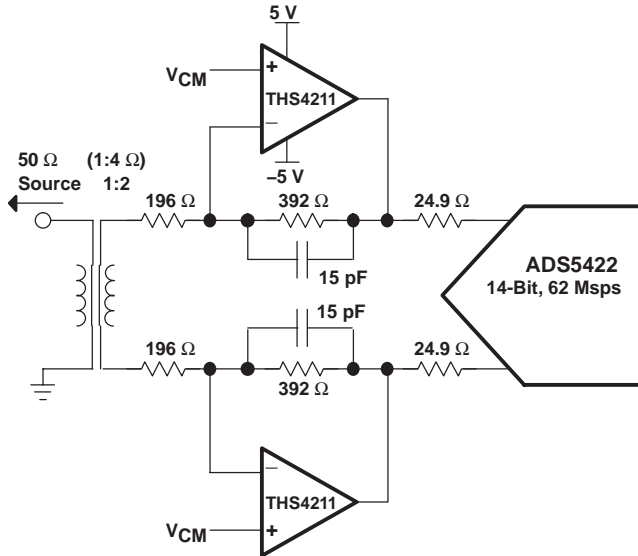 5 V
VCM
+
THS4211
−
−5 V
50 Ω (1:4 Ω)
Source 1:2
196 Ω
392 Ω
24.9 Ω
15 pF
ADS5422
14-Bit, 62 Msps
15 pF
196 Ω
392 Ω
24.9 Ω
−
THS4211
VCM
+